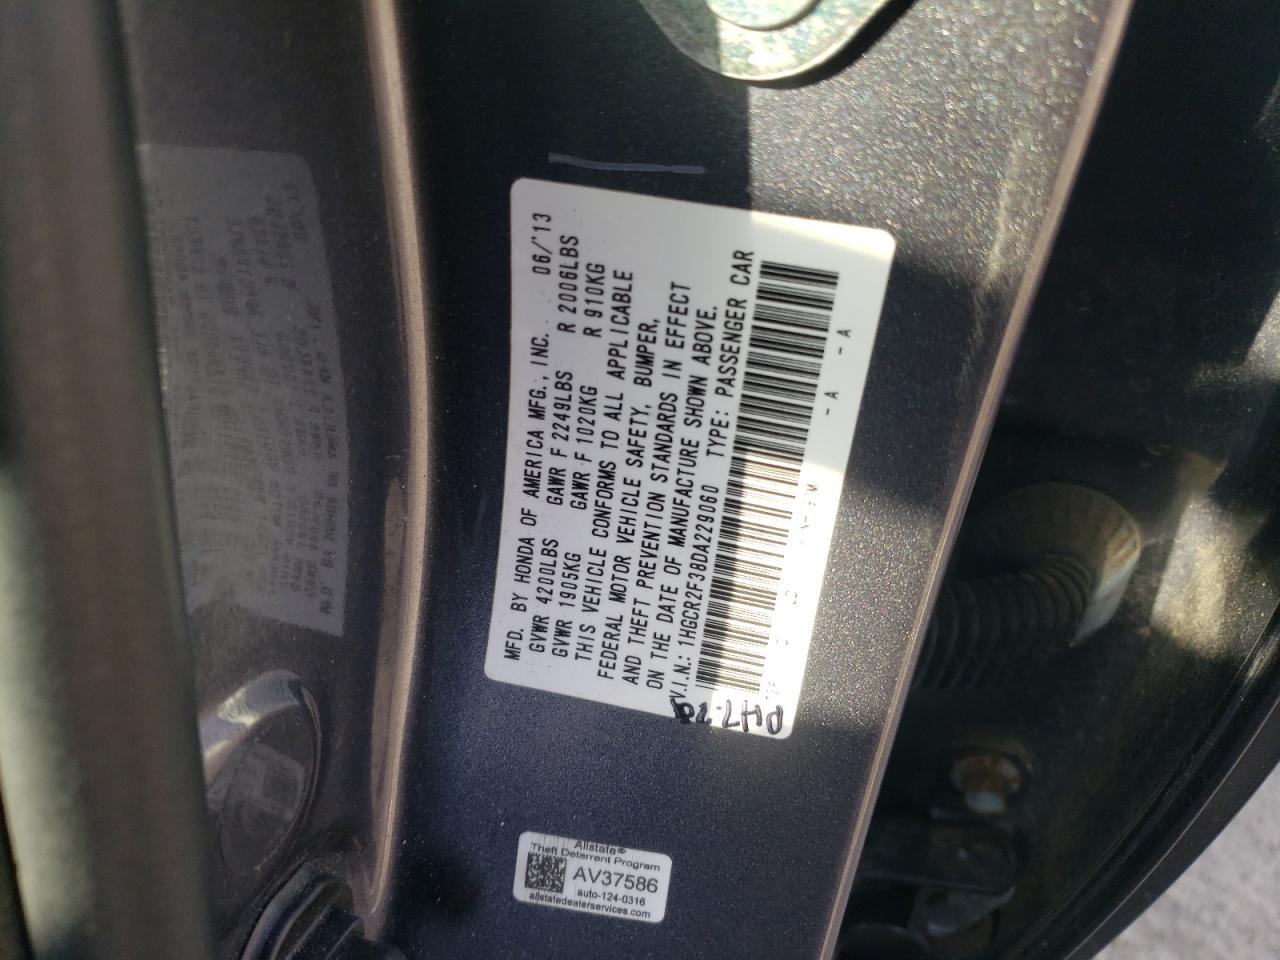 MFD. BY HONDA OF AMERICA MFG., INC. 06/'13
GVWR 4200LBS GAWR F 2249LBS R 2006LBS
GVWR 1905KG GAWR F 1020KG R 910KG
THIS VEHICLE CONFORMS TO ALL APPLICABLE
FEDERAL MOTOR VEHICLE SAFETY, BUMPER,
AND THEFT PREVENTION STANDARDS IN EFFECT
ON THE DATE OF MANUFACTURE SHOWN ABOVE.
V.I.N.: 1HGCR2F38DA229060 TYPE: PASSENGER CAR
- A - A
Allstate®
Theft Deterrent Program
AV37586
auto-124-0316
allstatedealerservices.com